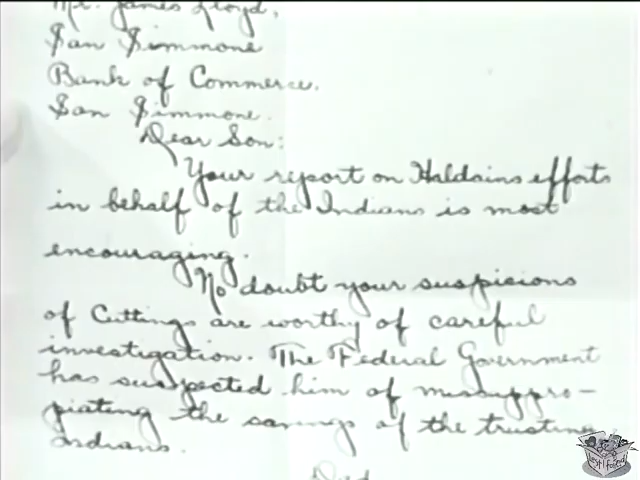 Mr. James Lloyd,
San Simmone
Bank of Commerce.
San Simmone.
Dear Son:
Your report on Haldains efforts
in behalf of the Indians is most
encouraging.
No doubt your suspicions
of Cuttings are worthy of careful
investigation. The Federal Government
has suspected him of missappro-
piating the savings of the trusting
Indians.
Dad